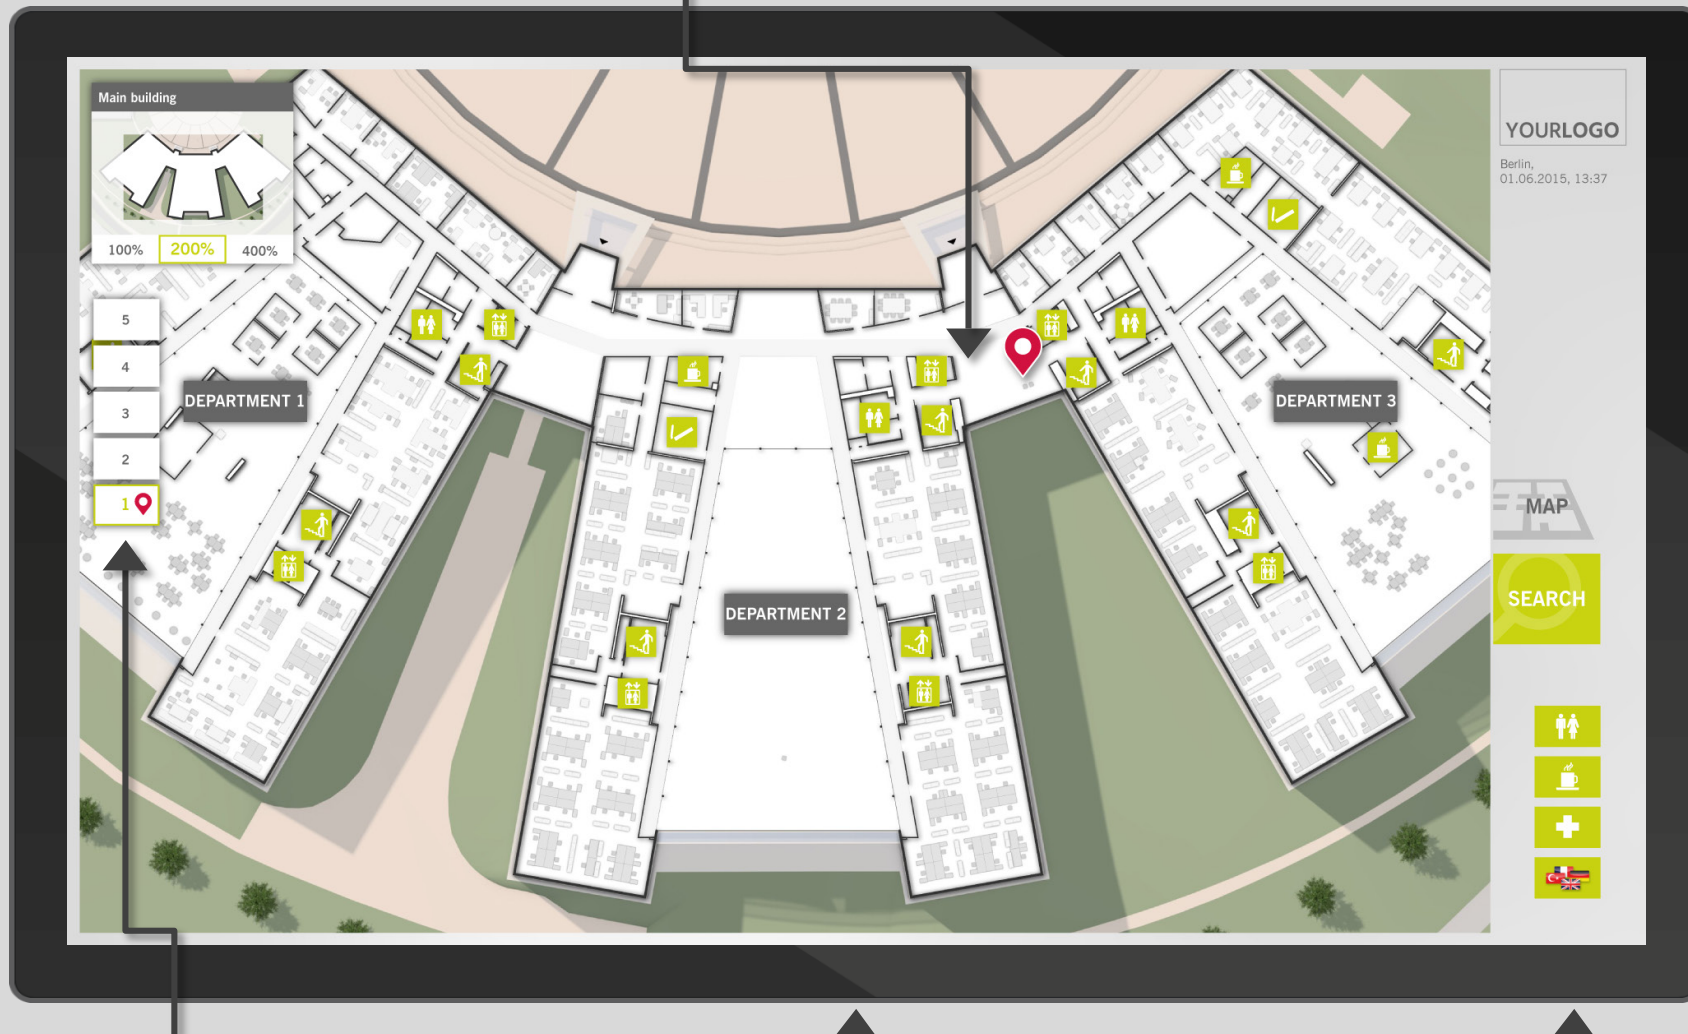 Main building
100% 200% 400%
5
4
3
2
1
DEPARTMENT 1
DEPARTMENT 2
DEPARTMENT 3
YOURLOGO
Berlin,
01.06.2015, 13:37
MAP
SEARCH